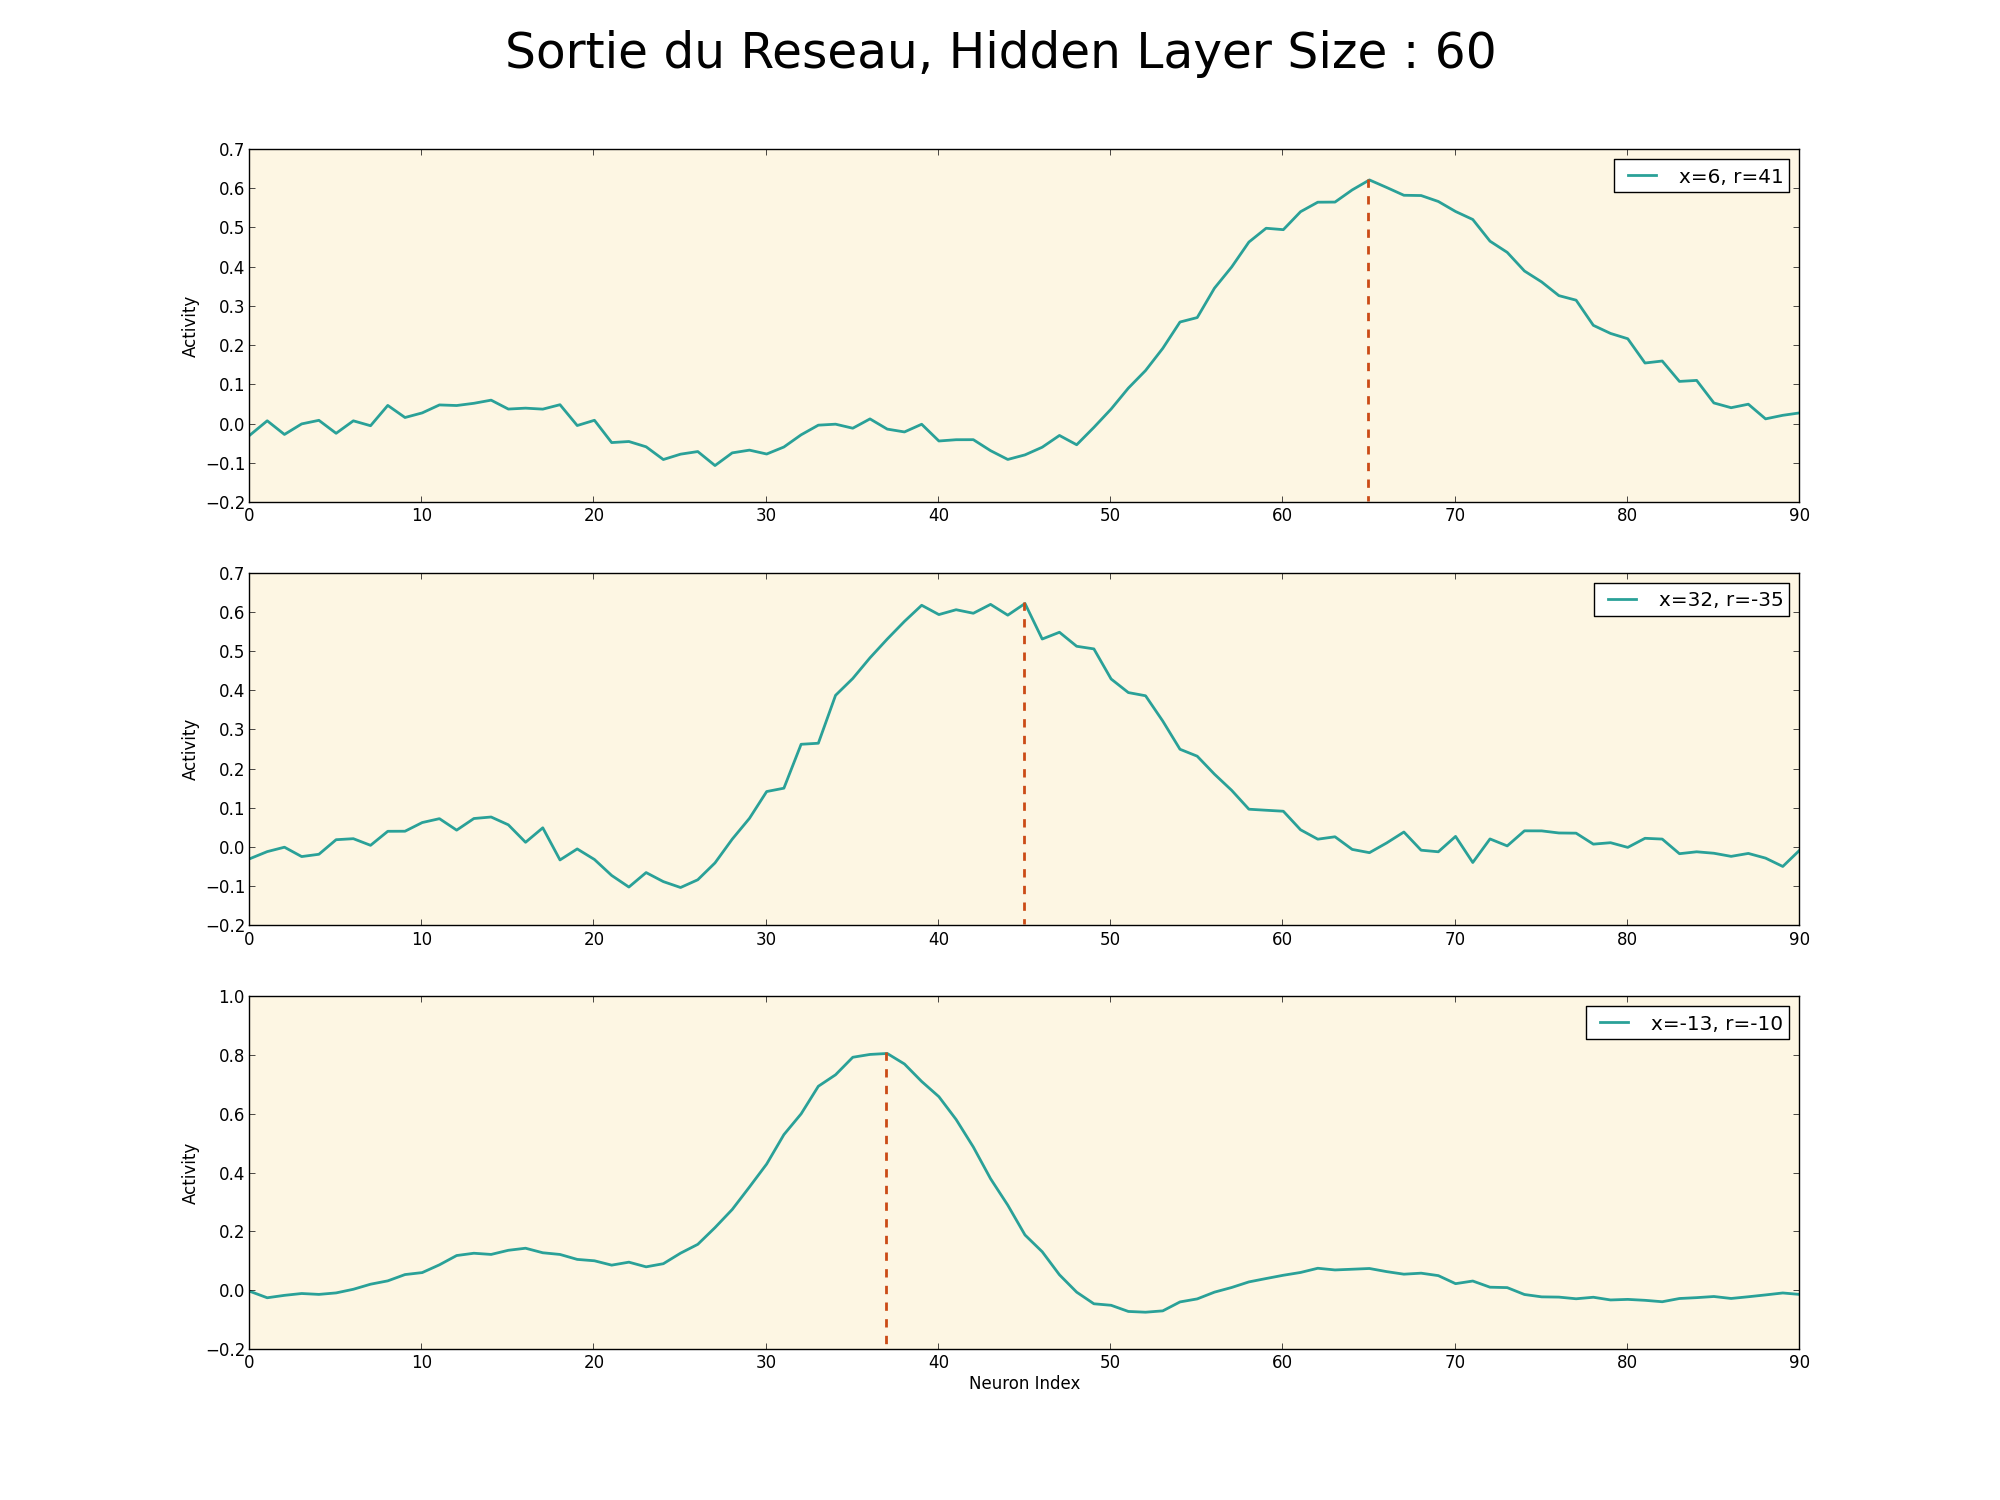 Sortie du Reseau, Hidden Layer Size : 60
0.7
0.6
0.5
0.4
0.3
0.2
0.1
0.0
−0.1
−0.2
Activity
x=6, r=41
0 10 20 30 40 50 60 70 80 90
0.7
0.6
0.5
0.4
0.3
0.2
0.1
0.0
−0.1
−0.2
Activity
x=32, r=-35
0 10 20 30 40 50 60 70 80 90
1.0
0.8
0.6
0.4
0.2
0.0
−0.2
Activity
x=-13, r=-10
0 10 20 30 40 50 60 70 80 90
Neuron Index